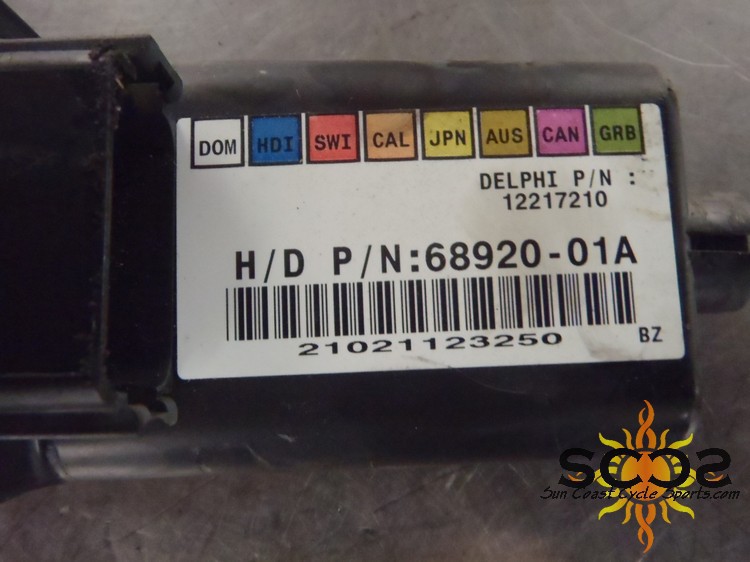 DOM HDI SWI CAL JPN AUS CAN GRB
DELPHI P/N :
12217210
H/D P/N:68920-01A
21021123250
BZ
SCCS
Sun Coast Cycle Sports.com